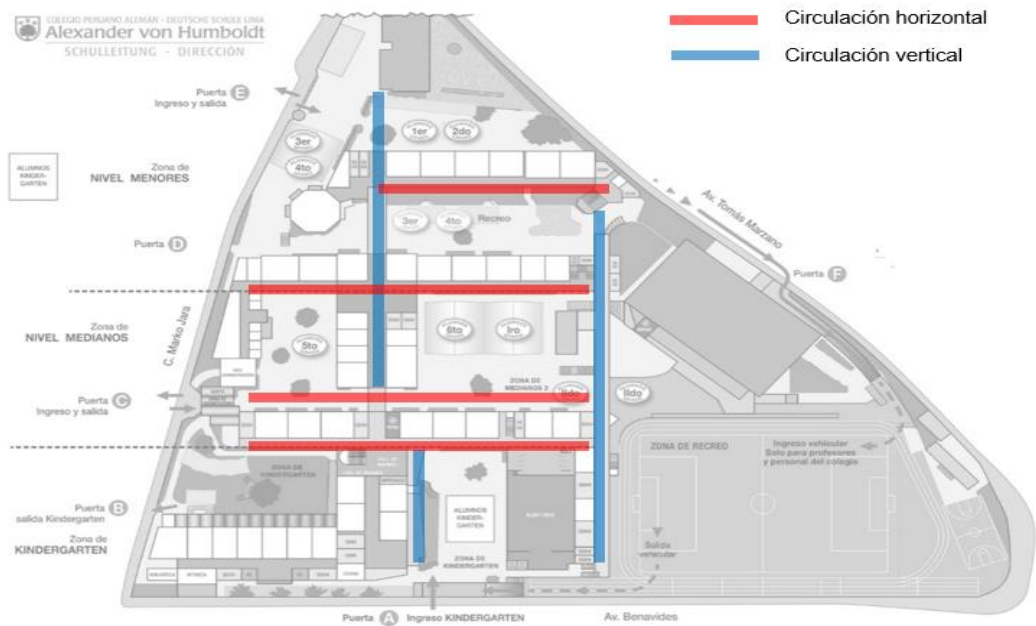 COLEGIO PERUANO ALEMÁN - DEUTSCHE SCHULE LIMA
Alexander von Humboldt
SCHULLEITUNG - DIRECCIÓN
Circulación horizontal
Circulación vertical
Puerta E
Ingreso y salida
1er
2do
3er
4to
ALUMNOS
KINDER-
GARTEN
Zona de
NIVEL MENORES
3er
4to
Recreo
Av. Tomás Marzano
Puerta D
Puerta F
C. Marko Jara
Zona de
NIVEL MEDIANOS
5to
6to
1ro
ZONA DE
MEDIANOS 2
IIdo
IIdo
Puerta C
Ingreso y salida
ZONA DE RECREO
Ingreso vehicular
Solo para profesores
y personal del colegio
ZONA DE
KINDERGARTEN
Puerta B
salida Kindergarten
Zona de
KINDERGARTEN
ALUMNOS
KINDER-
GARTEN
AUDITORIO
ZONA DE
KINDERGARTEN
Salida
vehicular
Puerta A Ingreso KINDERGARTEN
Av. Benavides